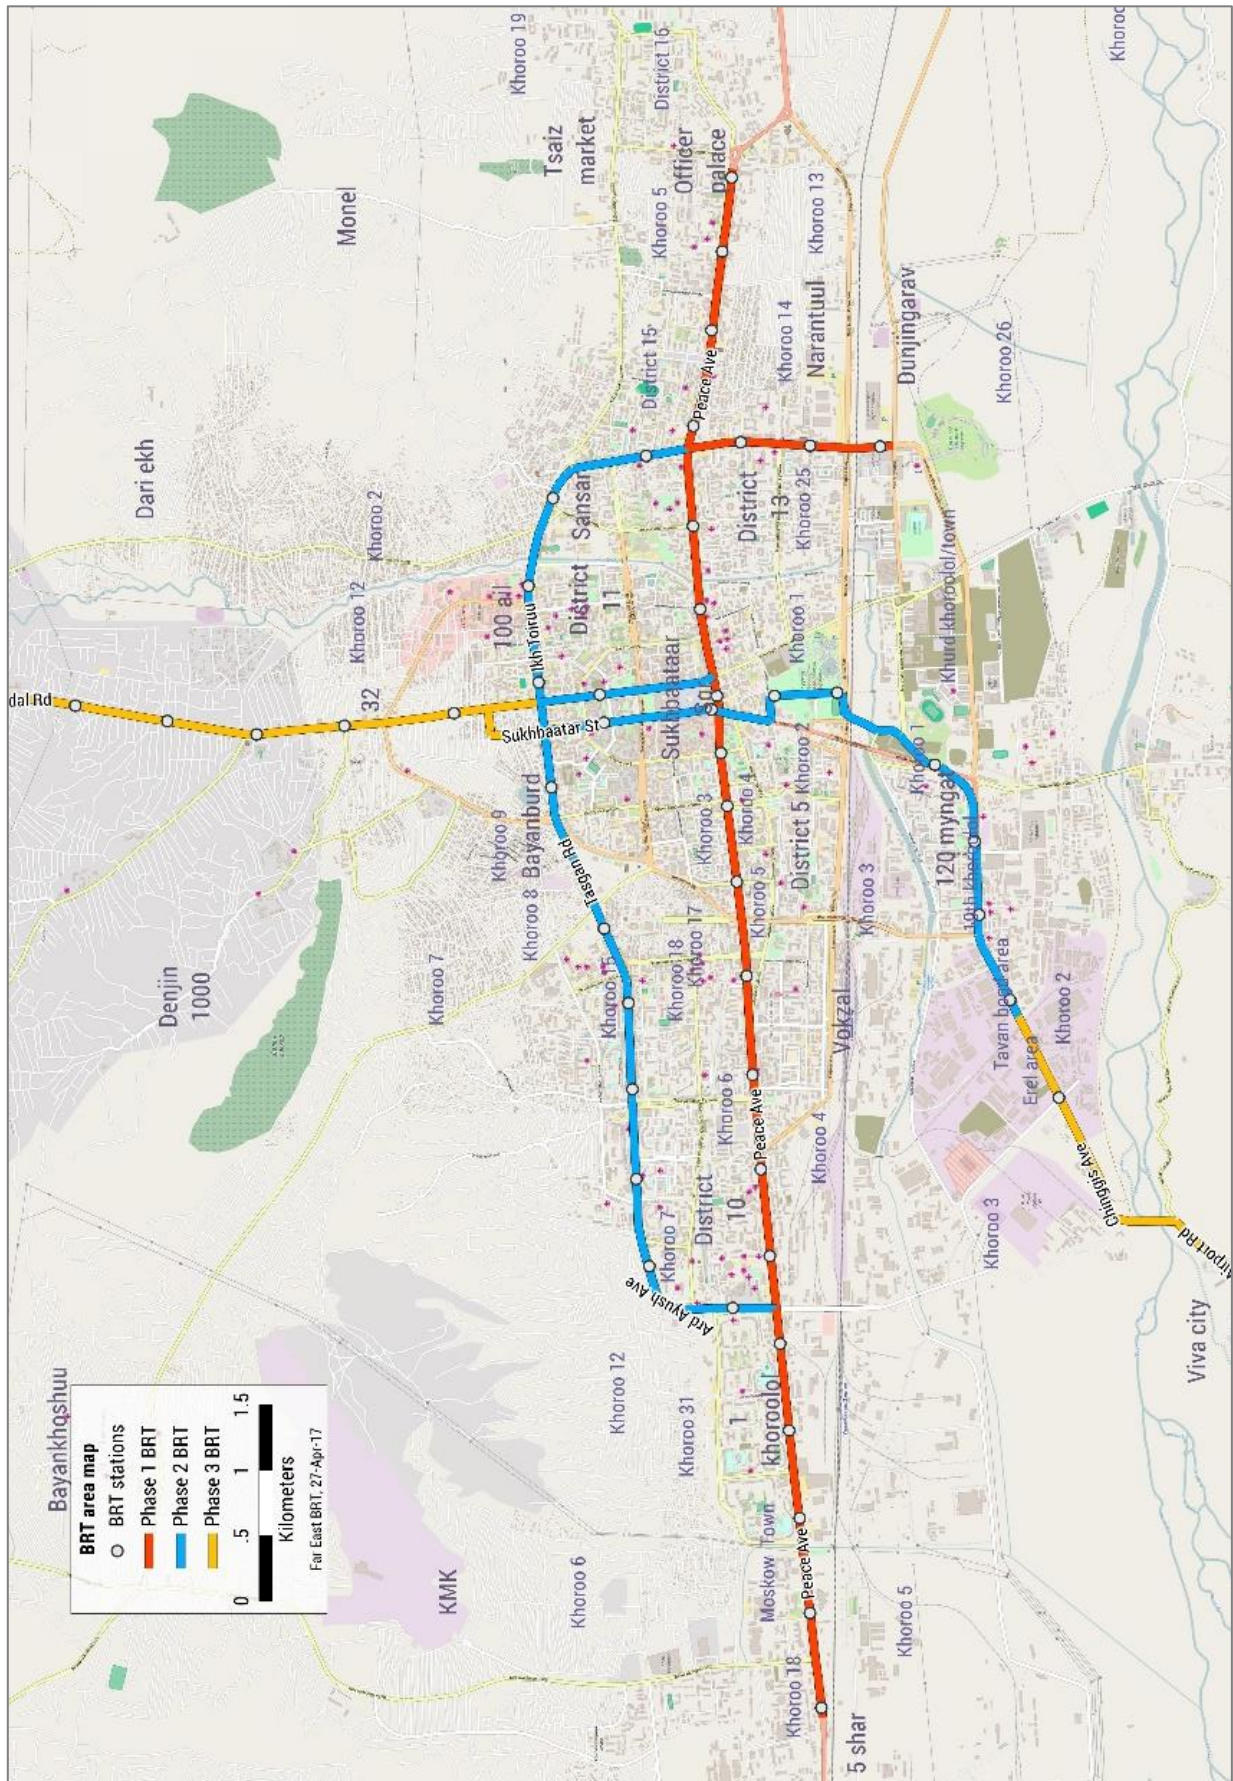 Bayankhoshuu
BRT area map
BRT stations
Phase 1 BRT
Phase 2 BRT
Phase 3 BRT
0 .5 1 1.5
Kilometers
Far East BRT, 27-Apr-17
KMK
Khoroo 6
Khoroo 12
Khoroo 31
Moskow Town
Khoroo 18
5 shar
Khoroo 5
1
khoroolol
Peace Ave
Ard Ayush Ave
Khoroo 7
District
10
Khoroo 6
Peace Ave
Khoroo 4
Khoroo 3
Viva city
Airport Rd
Chinggis Ave
Denjin
1000
Khoroo 7
Khoroo 8
Khoroo 9
Bayanburd
Tasgan Rd
Khoroo 18
Khoroo 17
Khoroo 5
Vokzal
Khoroo 3
Tavan bogd area
Erel area
Khoroo 2
19th khoroolol
120 myngat
Khoroo 1
District 5
Khoroo 4
Khoroo 3
Khoroo 2
Sukhbaatar St
Sukhbaataar
sq
dal Rd
32
Khoroo 12
Khoroo 2
Dari ekh
100 ail
Ikh Toiruu
District
11
Sansar
Khoroo 1
District
13
Khoroo 25
Khurd khoroolol/town
Monel
Khoroo 19
Tsaiz
market
District 16
Khoroo 5
Officer
palace
District 15
Peace Ave
Khoroo 13
Khoroo 14
Narantuul
Dunjingarav
Khoroo 26
Khoroo